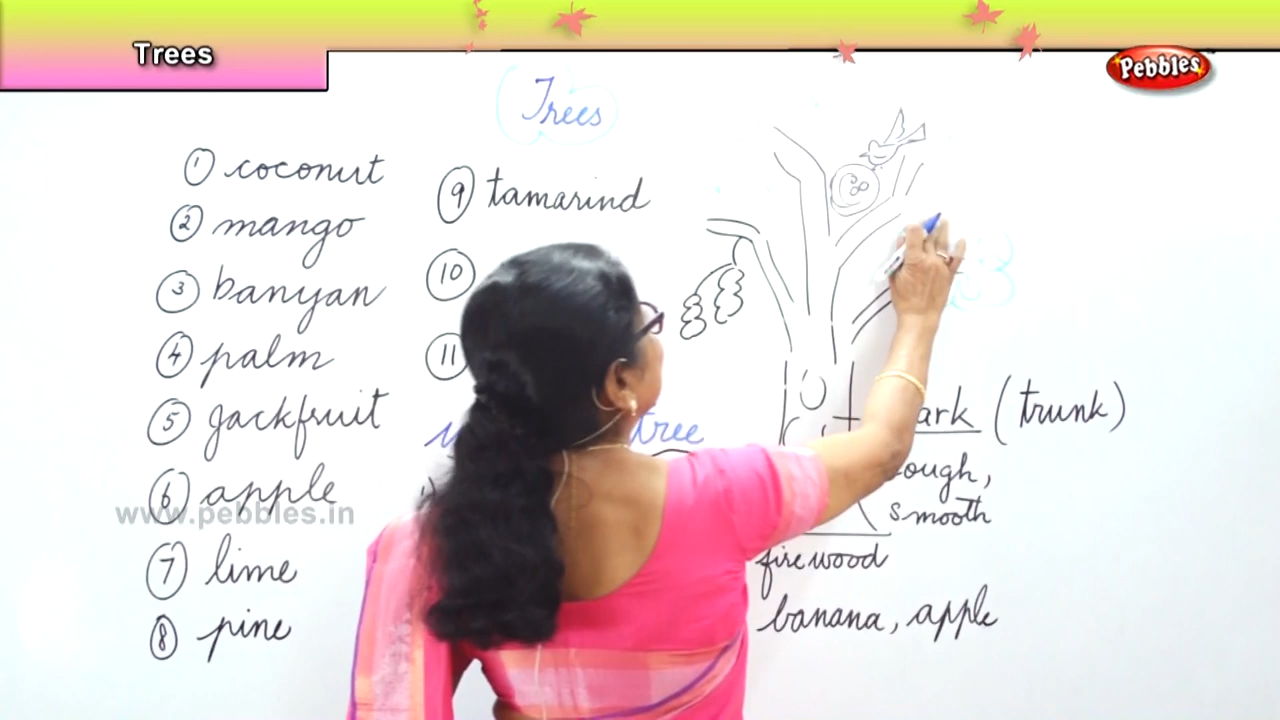 Trees
Pebbles
Trees
1 coconut
2 mango
3 banyan
4 palm
5 jackfruit
6 apple
7 lime
8 pine
www.pebbles.in
9 tamarind
10
11
tree
ark (trunk)
ough,
smooth
firewood
banana, apple